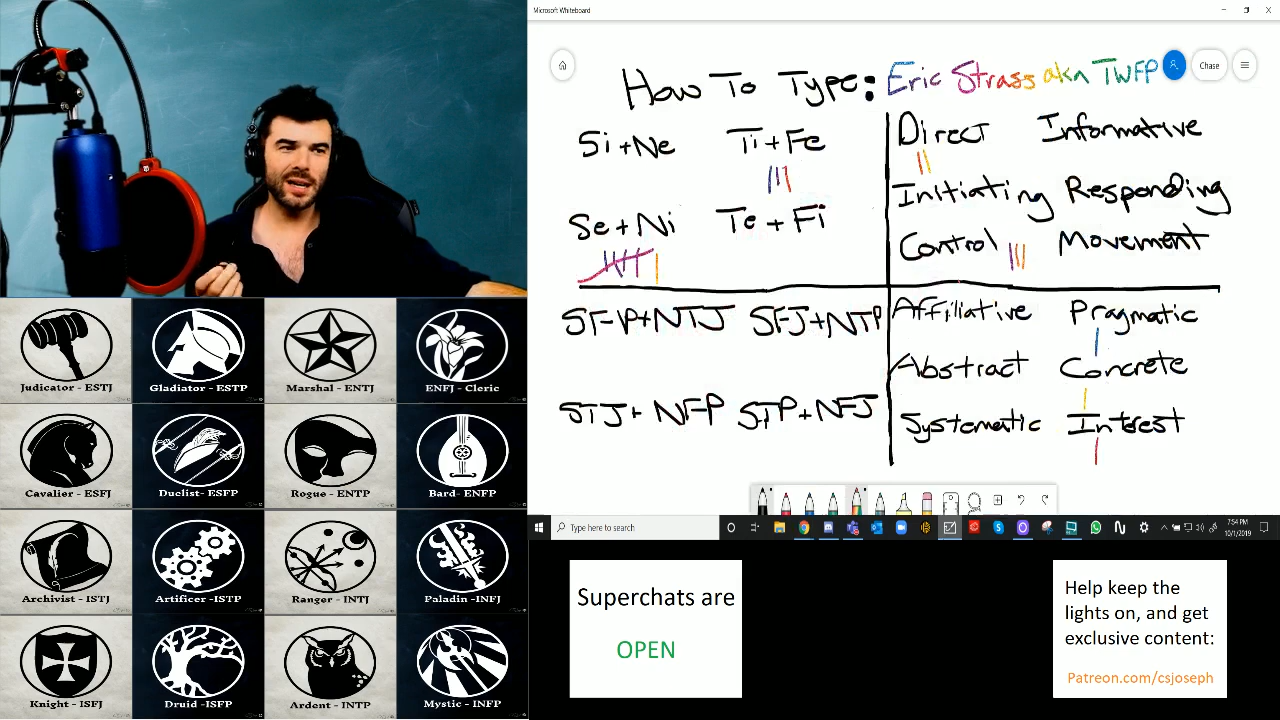 Microsoft Whiteboard
Chase
How To Type: Eric Strass aka TWFP
Si+Ne Ti+Fe
Se+Ni Te+Fi
Direct Informative
Initiating Responding
Control Movement
SFP+NTJ SFJ+NTP
STJ+NFP STP+NFJ
Affiliative Pragmatic
Abstract Concrete
Systematic Interest
Type here to search
7:54 PM
10/1/2019
Judicator - ESTJ
Gladiator - ESTP
Marshal - ENTJ
ENFJ - Cleric
Cavalier - ESFJ
Duelist- ESFP
Rogue - ENTP
Bard- ENFP
Archivist - ISTJ
Artificer -ISTP
Ranger - INTJ
Paladin -INFJ
Knight - ISFJ
Druid -ISFP
Ardent - INTP
Mystic - INFP
Superchats are
OPEN
Help keep the
lights on, and get
exclusive content:
Patreon.com/csjoseph